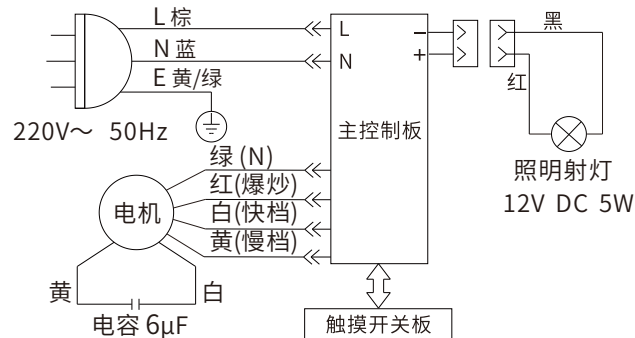 L 棕
N 蓝
E 黄/绿
220V～ 50Hz
L
N
−
+
主控制板
黑
红
照明射灯
12V DC 5W
绿 (N)
红(爆炒)
白(快档)
黄(慢档)
电机
黄
白
电容 6μF
触摸开关板